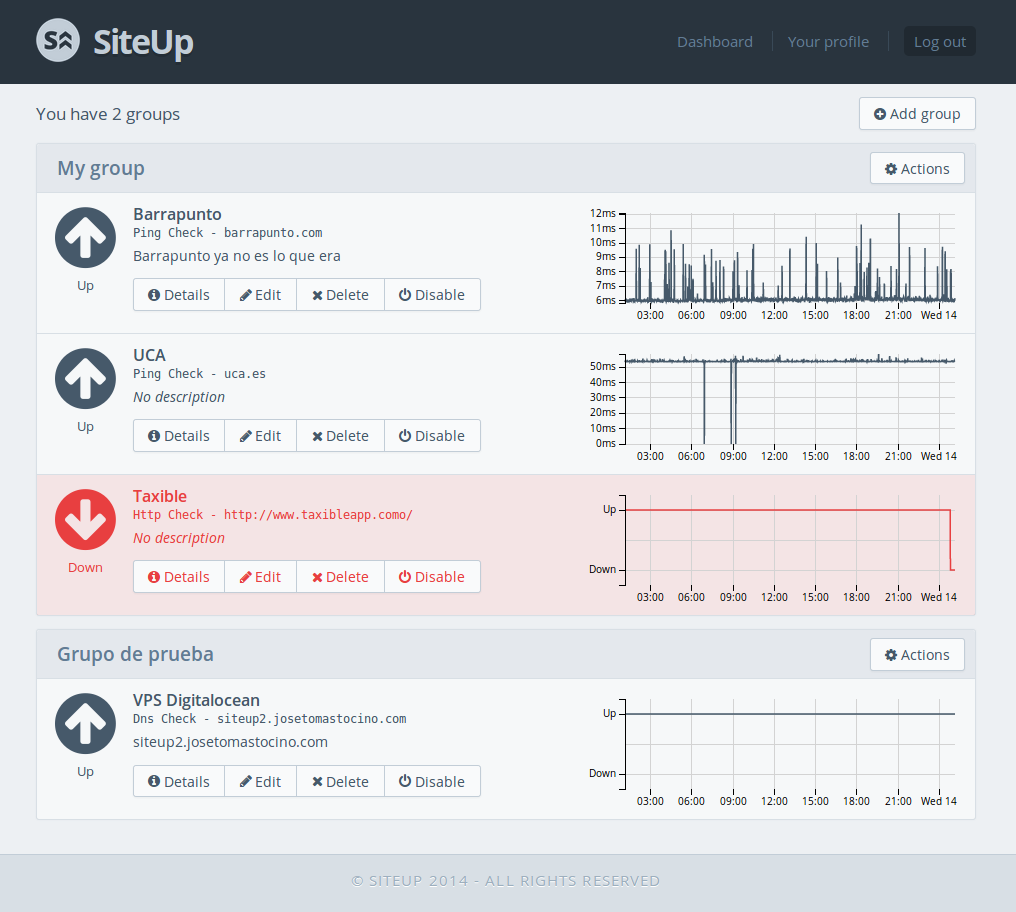 S SiteUp
Dashboard Your profile Log out
You have 2 groups
Add group
My group
Actions
Barrapunto
Ping Check - barrapunto.com
Barrapunto ya no es lo que era
Up
Details Edit Delete Disable
12ms
11ms
10ms
9ms
8ms
7ms
6ms
03:00 06:00 09:00 12:00 15:00 18:00 21:00 Wed 14
UCA
Ping Check - uca.es
No description
Up
Details Edit Delete Disable
50ms
40ms
30ms
20ms
10ms
0ms
03:00 06:00 09:00 12:00 15:00 18:00 21:00 Wed 14
Taxible
Http Check - http://www.taxibleapp.como/
No description
Down
Details Edit Delete Disable
Up
Down
03:00 06:00 09:00 12:00 15:00 18:00 21:00 Wed 14
Grupo de prueba
Actions
VPS Digitalocean
Dns Check - siteup2.josetomastocino.com
siteup2.josetomastocino.com
Up
Details Edit Delete Disable
Up
Down
03:00 06:00 09:00 12:00 15:00 18:00 21:00 Wed 14
© SITEUP 2014 - ALL RIGHTS RESERVED